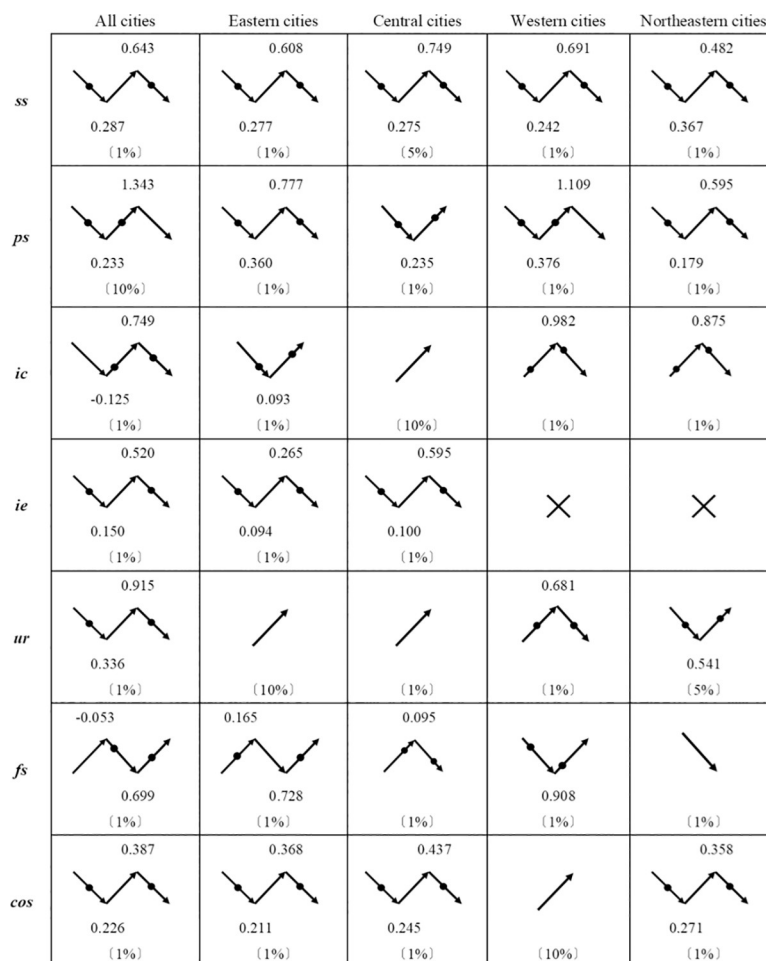 All cities Eastern cities Central cities Western cities Northeastern cities
0.643 0.608 0.749 0.691 0.482
ss
0.287 0.277 0.275 0.242 0.367
(1%) (1%) (5%) (1%) (1%)
1.343 0.777 1.109 0.595
ps
0.233 0.360 0.235 0.376 0.179
(10%) (1%) (1%) (1%) (1%)
0.749 0.982 0.875
ic
-0.125 0.093
(1%) (1%) (10%) (1%) (1%)
0.520 0.265 0.595
ie
0.150 0.094 0.100
(1%) (1%) (1%)
0.915 0.681
ur
0.336 0.541
(1%) (10%) (1%) (1%) (5%)
-0.053 0.165 0.095
fs
0.699 0.728 0.908
(1%) (1%) (1%) (1%) (1%)
0.387 0.368 0.437 0.358
cos
0.226 0.211 0.245 0.271
(1%) (1%) (1%) (10%) (1%)